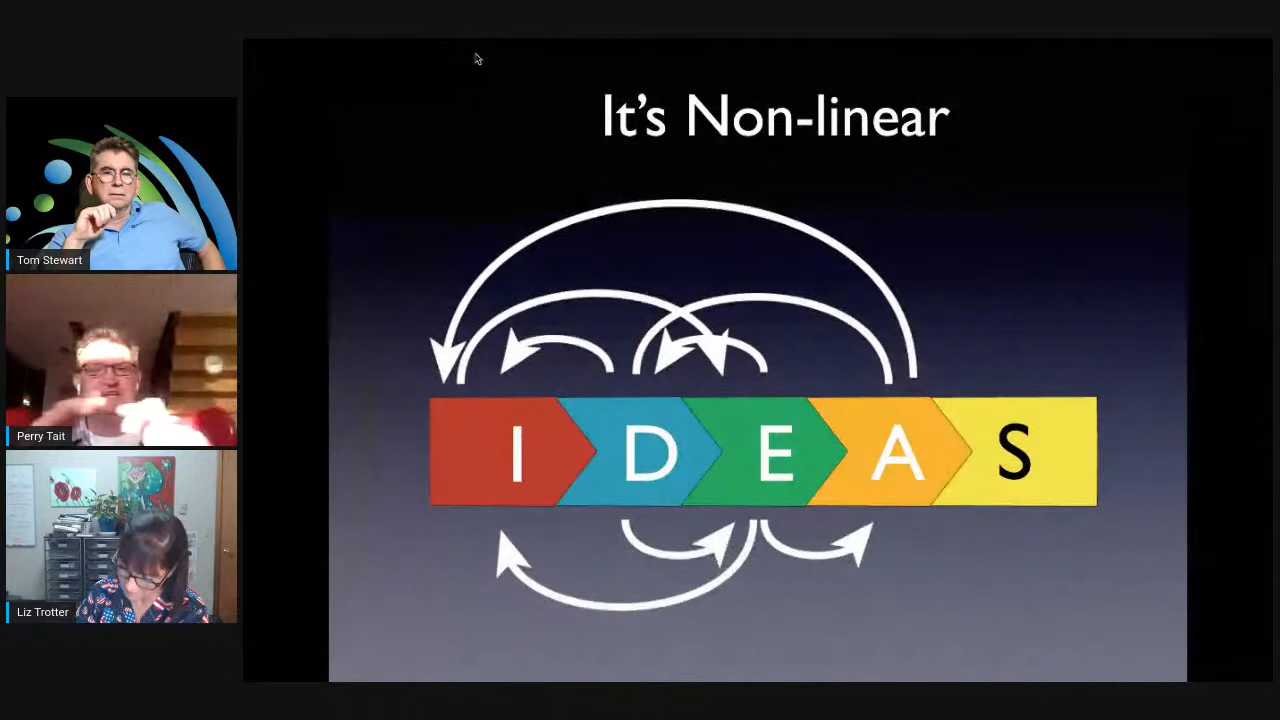 It's Non-linear
Tom Stewart
Perry Tait
Liz Trotter
I D E A S